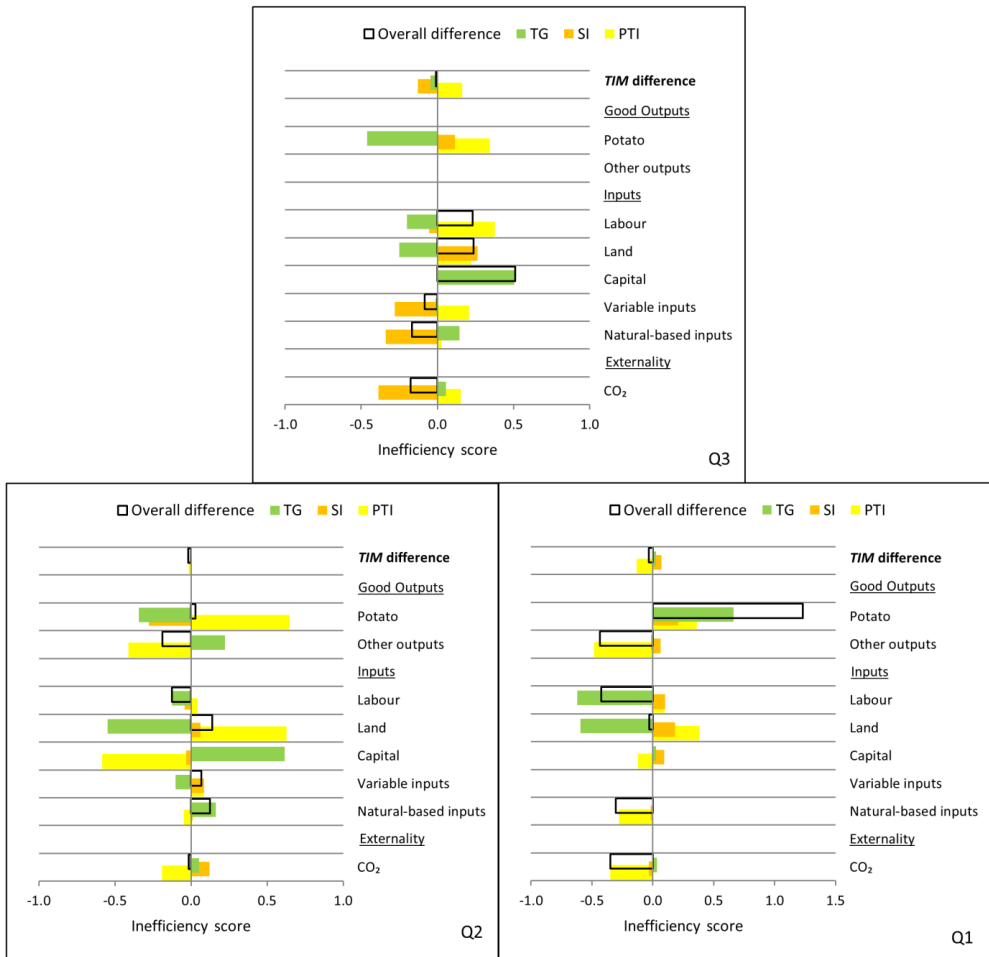 Overall difference TG SI PTI
TIM difference
Good Outputs
Potato
Other outputs
Inputs
Labour
Land
Capital
Variable inputs
Natural-based inputs
Externality
CO₂
-1.0 -0.5 0.0 0.5 1.0
Inefficiency score
Q3
Overall difference TG SI PTI
TIM difference
Good Outputs
Potato
Other outputs
Inputs
Labour
Land
Capital
Variable inputs
Natural-based inputs
Externality
CO₂
-1.0 -0.5 0.0 0.5 1.0
Inefficiency score
Q2
Overall difference TG SI PTI
TIM difference
Good Outputs
Potato
Other outputs
Inputs
Labour
Land
Capital
Variable inputs
Natural-based inputs
Externality
CO₂
-1.0 -0.5 0.0 0.5 1.0 1.5
Inefficiency score
Q1